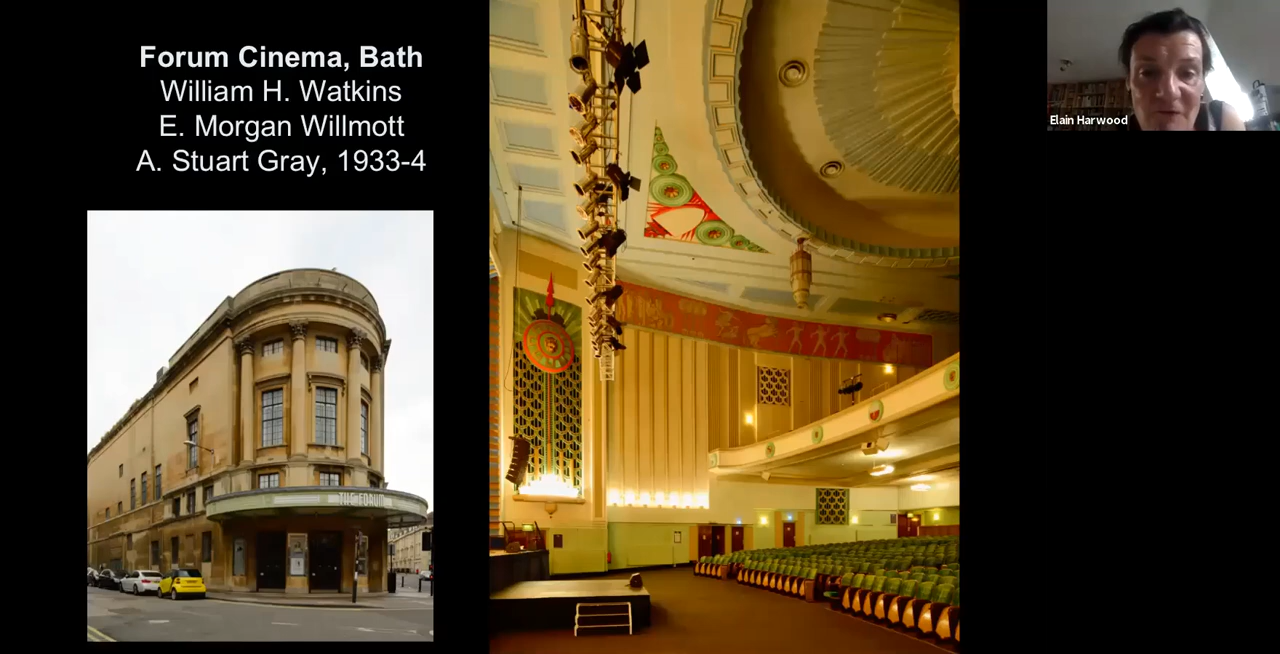 Forum Cinema, Bath
William H. Watkins
E. Morgan Willmott
A. Stuart Gray, 1933-4
THE FORUM
Elain Harwood